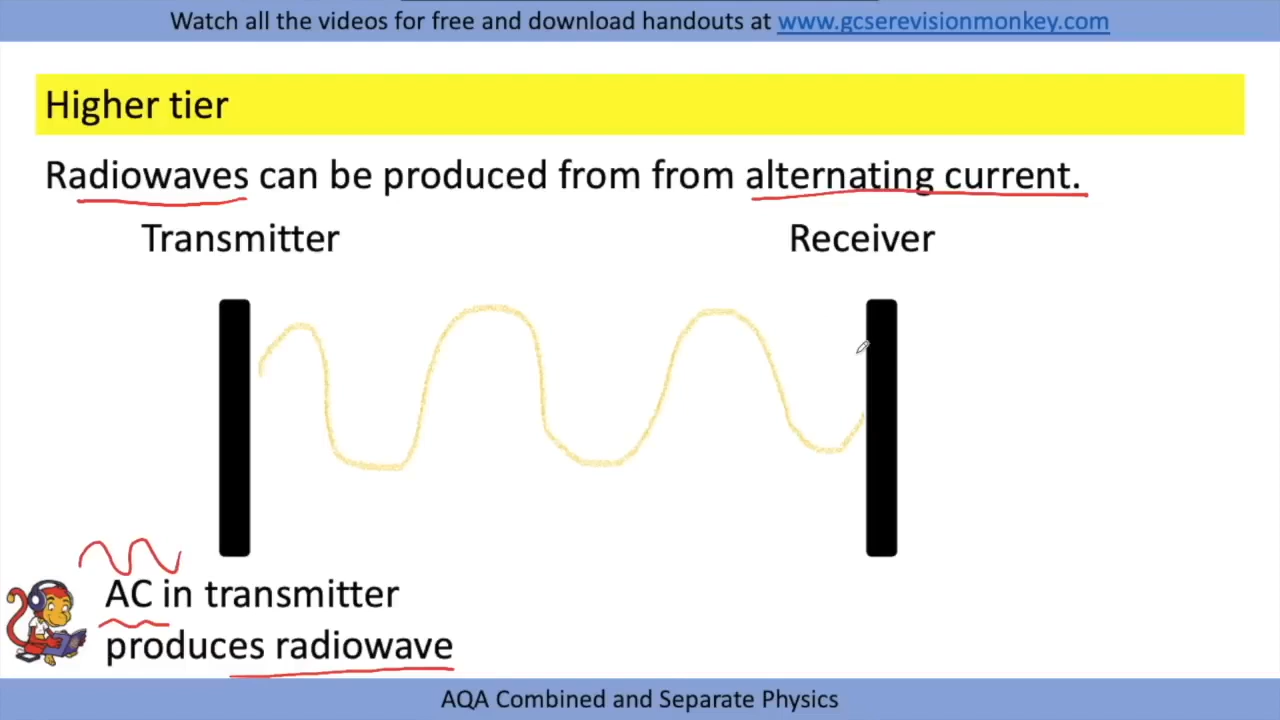 Watch all the videos for free and download handouts at www.gcserevisionmonkey.com
Higher tier
Radiowaves can be produced from from alternating current.
Transmitter
Receiver
AC in transmitter
produces radiowave
AQA Combined and Separate Physics